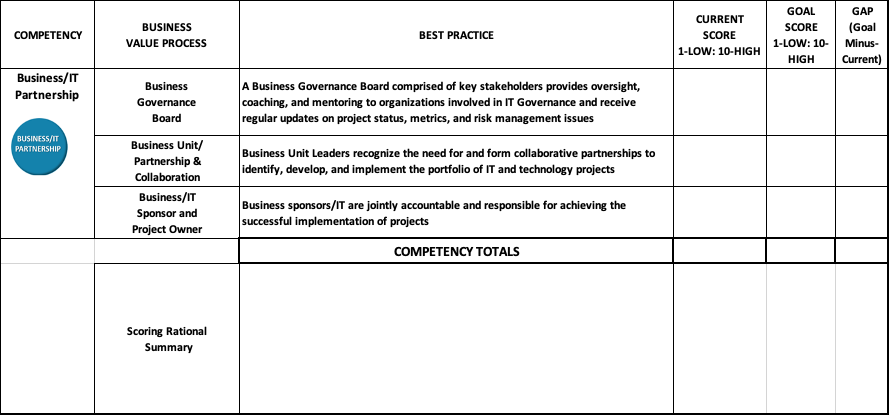 COMPETENCY
BUSINESS
VALUE PROCESS
BEST PRACTICE
CURRENT
SCORE
1-LOW: 10-HIGH
GOAL
SCORE
1-LOW: 10-
HIGH
GAP
(Goal
Minus-
Current)
Business/IT
Partnership
BUSINESS/IT
PARTNERSHIP
Business
Governance
Board
A Business Governance Board comprised of key stakeholders provides oversight,
coaching, and mentoring to organizations involved in IT Governance and receive
regular updates on project status, metrics, and risk management issues
Business Unit/
Partnership &
Collaboration
Business Unit Leaders recognize the need for and form collaborative partnerships to
identify, develop, and implement the portfolio of IT and technology projects
Business/IT
Sponsor and
Project Owner
Business sponsors/IT are jointly accountable and responsible for achieving the
successful implementation of projects
COMPETENCY TOTALS
Scoring Rational
Summary